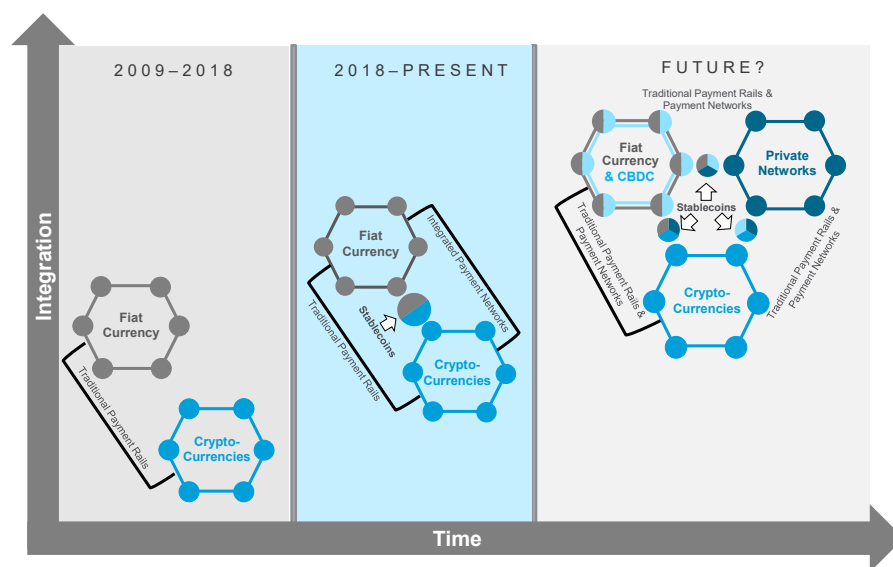 2009–2018
2018–PRESENT
FUTURE?
Integration
Time
Fiat
Currency
Traditional Payment Rails
Crypto-
Currencies
Fiat
Currency
Integrated Payment Networks
Stablecoins
Traditional Payment Rails
Crypto-
Currencies
Traditional Payment Rails &
Payment Networks
Fiat
Currency
& CBDC
Private
Networks
Stablecoins
Traditional Payment Rails &
Payment Networks
Traditional Payment Rails &
Payment Networks
Crypto-
Currencies